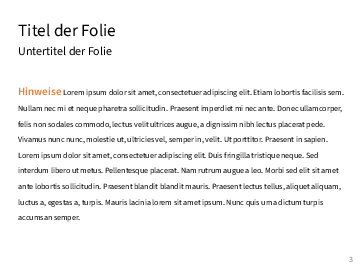 Titel der Folie
Untertitel der Folie
Hinweise Lorem ipsum dolor sit amet, consectetuer adipiscing elit. Etiam lobortis facilisis sem.
Nullam nec mi et neque pharetra sollicitudin. Praesent imperdiet mi nec ante. Donec ullamcorper,
felis non sodales commodo, lectus velit ultrices augue, a dignissim nibh lectus placerat pede.
Vivamus nunc nunc, molestie ut, ultricies vel, semper in, velit. Ut porttitor. Praesent in sapien.
Lorem ipsum dolor sit amet, consectetuer adipiscing elit. Duis fringilla tristique neque. Sed
interdum libero ut metus. Pellentesque placerat. Nam rutrum augue a leo. Morbi sed elit sit amet
ante lobortis sollicitudin. Praesent blandit blandit mauris. Praesent lectus tellus, aliquet aliquam,
luctus a, egestas a, turpis. Mauris lacinia lorem sit amet ipsum. Nunc quis urna dictum turpis
accumsan semper.
3